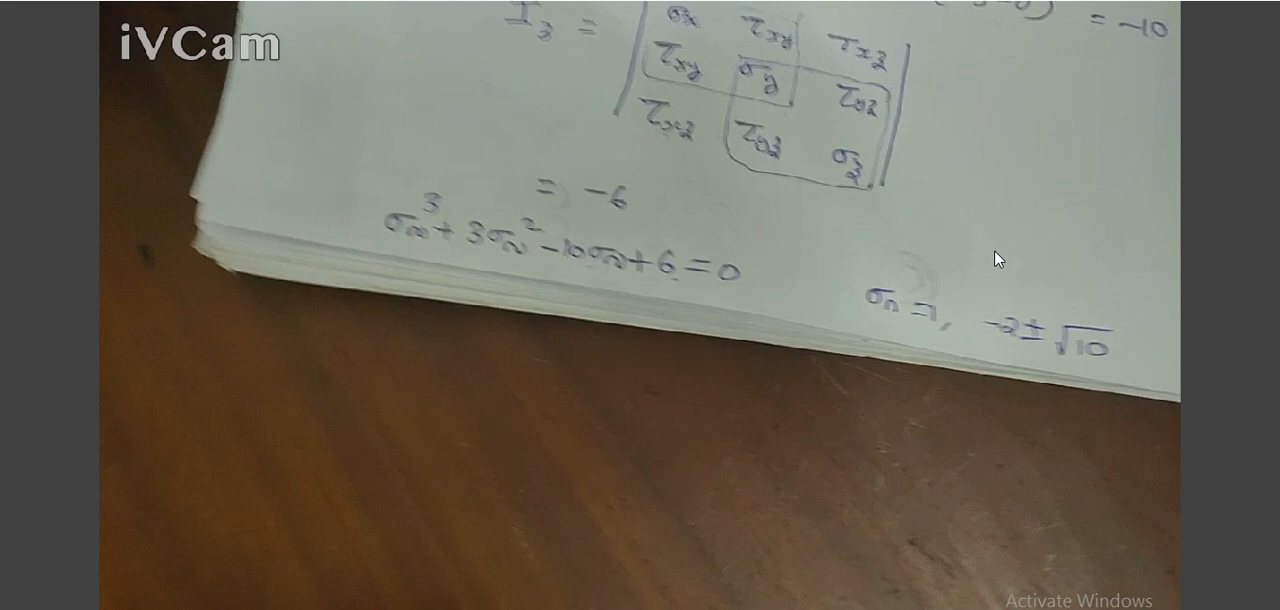 iVCam
= -10
I₃ = | σx τxy τxz |
| τxy σy τyz |
| τxz τyz σz |
= -6
σn³ + 3σn² - 10σn + 6 = 0
σn = 1, -2 ± √10
Activate Windows